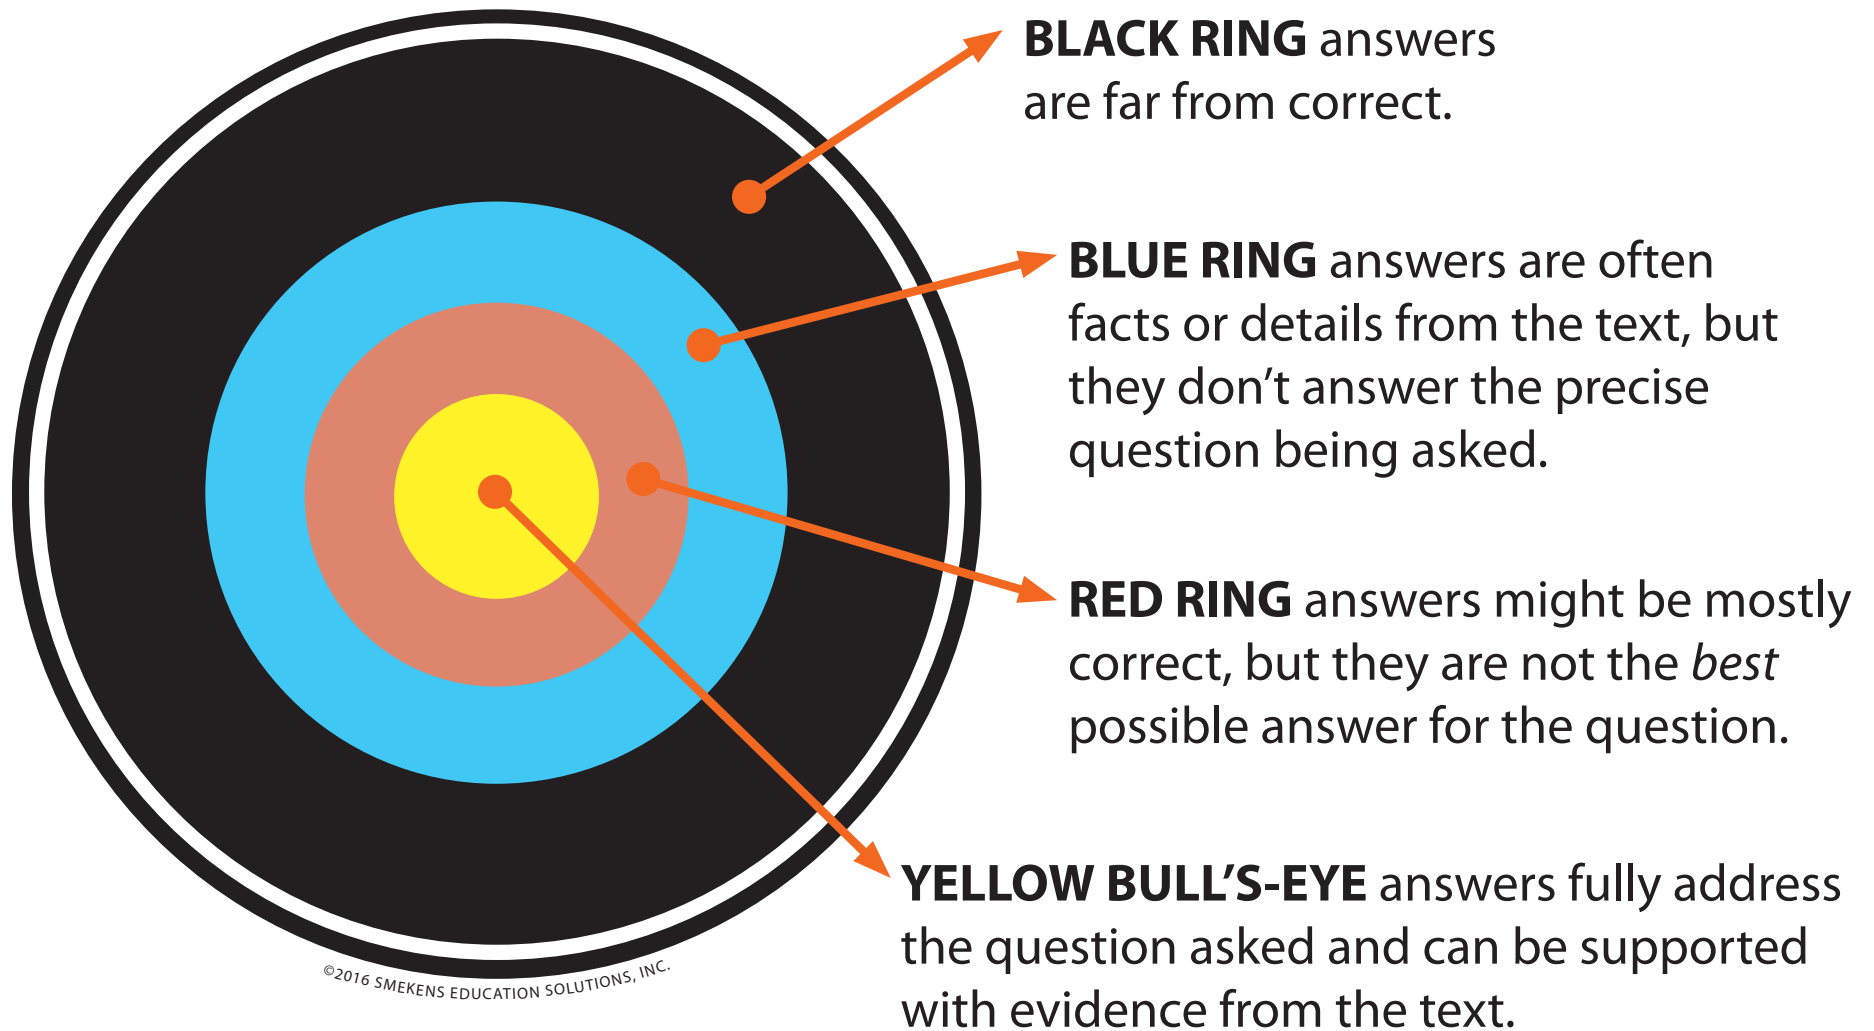 BLACK RING answers
are far from correct.
BLUE RING answers are often
facts or details from the text, but
they don’t answer the precise
question being asked.
RED RING answers might be mostly
correct, but they are not the best
possible answer for the question.
YELLOW BULL’S-EYE answers fully address
the question asked and can be supported
with evidence from the text.
©2016 SMEKENS EDUCATION SOLUTIONS, INC.